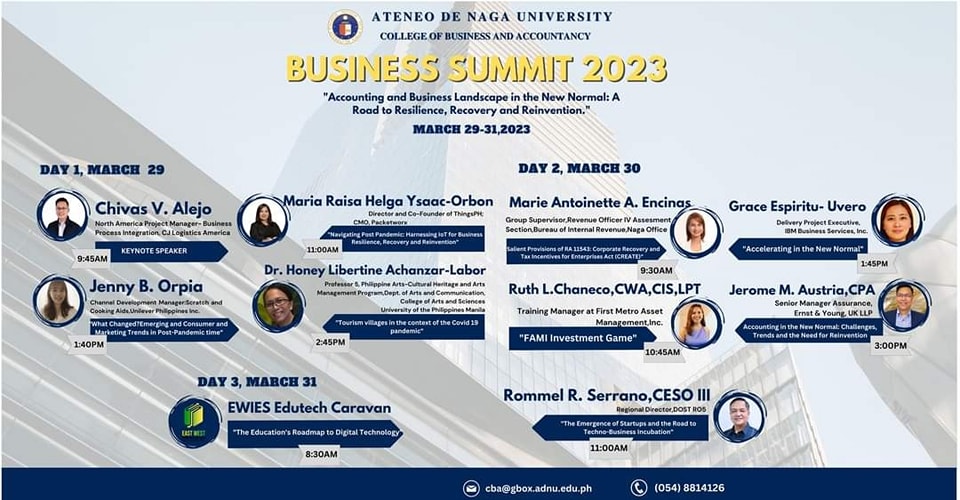 ATENEO DE NAGA UNIVERSITY
COLLEGE OF BUSINESS AND ACCOUNTANCY
BUSINESS SUMMIT 2023
"Accounting and Business Landscape in the New Normal: A
Road to Resilience, Recovery and Reinvention."
MARCH 29-31,2023
DAY 1, MARCH 29
Chivas V. Alejo
North America Project Manager- Business
Process Integration, CJ Logistics America
KEYNOTE SPEAKER
9:45AM
Maria Raisa Helga Ysaac-Orbon
Director and Co-Founder of ThingsPH;
CMO, Packetworx
"Navigating Post Pandemic: Harnessing IoT for Business
Resilience, Recovery and Reinvention"
11:00AM
Jenny B. Orpia
Channel Development Manager:Scratch and
Cooking Aids,Unilever Philippines Inc.
"What Changed?Emerging and Consumer and
Marketing Trends in Post-Pandemic time"
1:40PM
Dr. Honey Libertine Achanzar-Labor
Professor 5, Philippine Arts-Cultural Heritage and Arts
Management Program,Dept. of Arts and Communication,
College of Arts and Sciences
University of the Philippines Manila
"Tourism villages in the context of the Covid 19
pandemic"
2:45PM
DAY 2, MARCH 30
Marie Antoinette A. Encinas
Group Supervisor,Revenue Officer IV Assesment
Section,Bureau of Internal Revenue,Naga Office
Salient Provisions of RA 11543: Corporate Recovery and
Tax Incentives for Enterprises Act (CREATE)"
9:30AM
Grace Espiritu- Uvero
Delivery Project Executive,
IBM Business Services, Inc.
"Accelerating in the New Normal"
1:45PM
Ruth L.Chaneco,CWA,CIS,LPT
Training Manager at First Metro Asset
Management,Inc.
"FAMI Investment Game"
10:45AM
Jerome M. Austria,CPA
Senior Manager Assurance,
Ernst & Young, UK LLP
Accounting in the New Normal: Challenges,
Trends and the Need for Reinvention
3:00PM
DAY 3, MARCH 31
EAST WEST
EWIES Edutech Caravan
"The Education's Roadmap to Digital Technology"
8:30AM
Rommel R. Serrano,CESO III
Regional Director,DOST RO5
"The Emergence of Startups and the Road to
Techno-Business Incubation"
11:00AM
cba@gbox.adnu.edu.ph
(054) 8814126